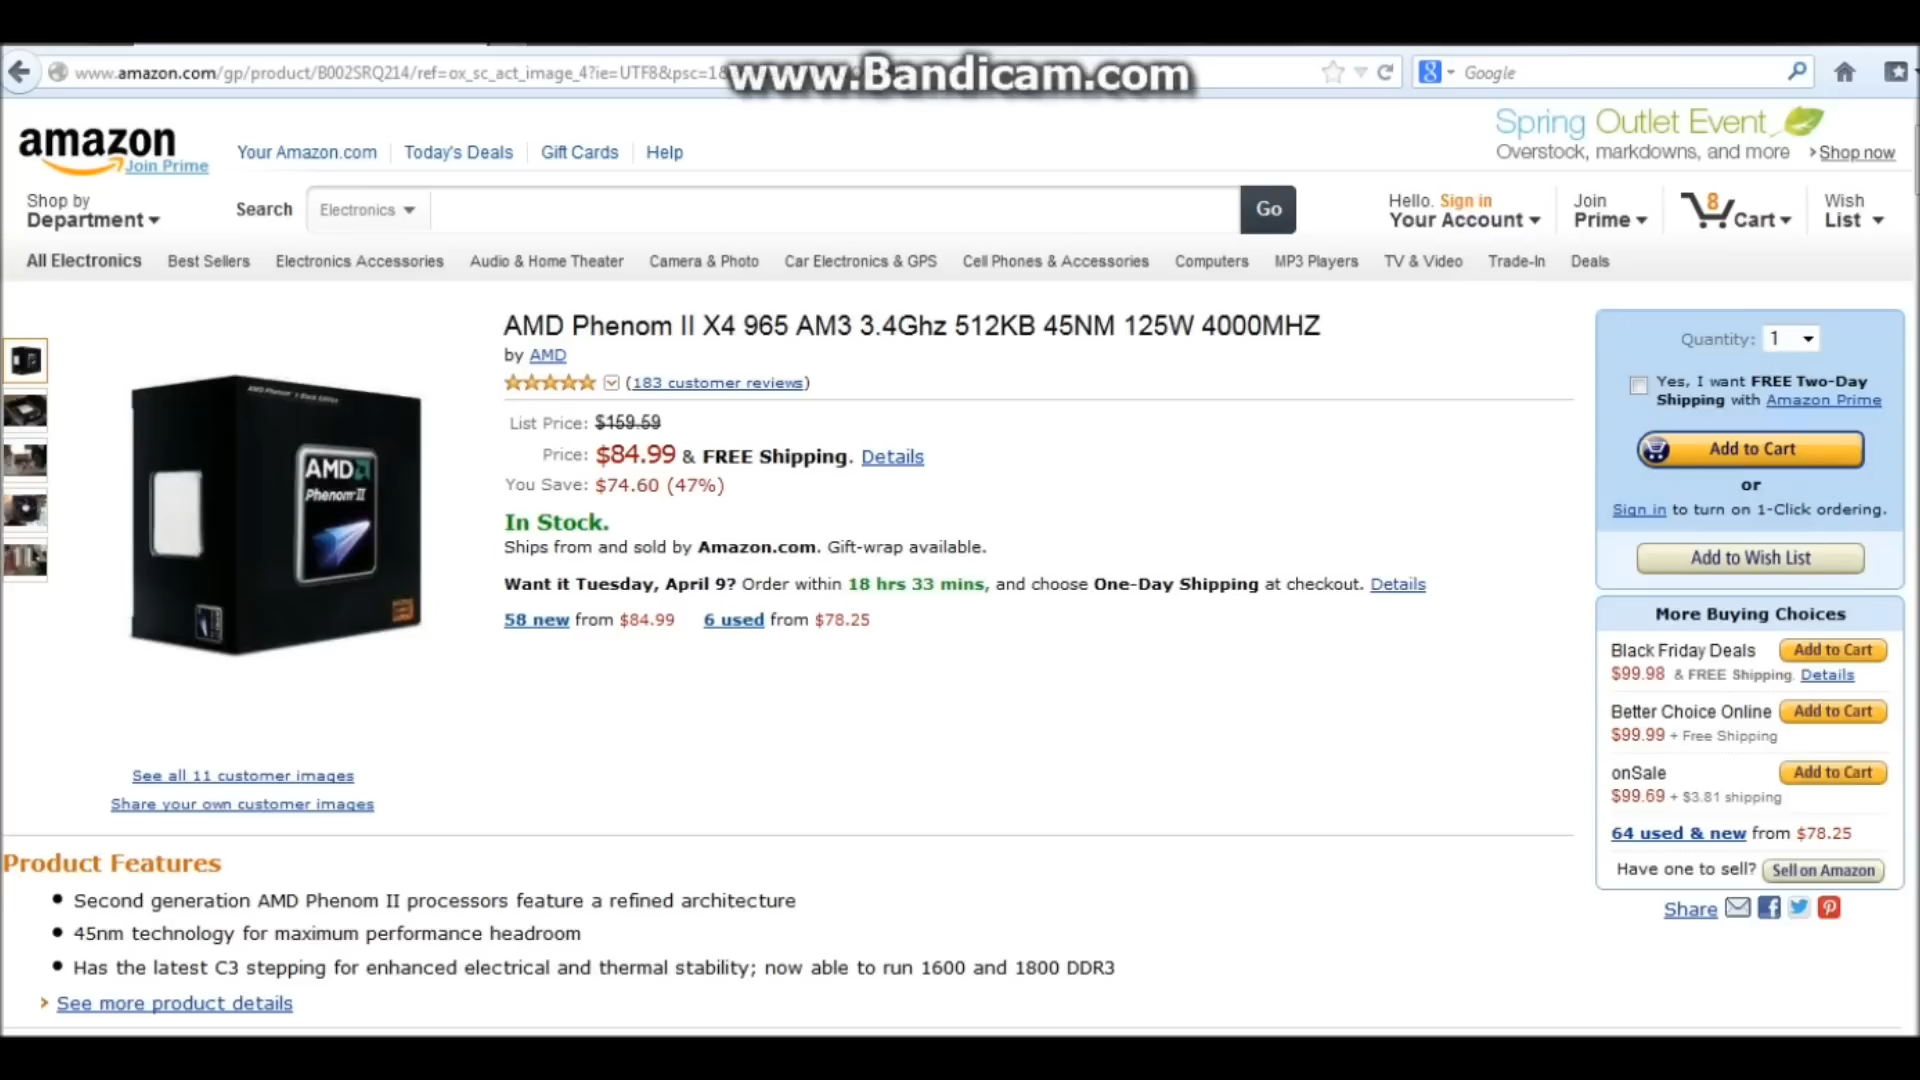 www.amazon.com/gp/product/B002SRQ214/ref=ox_sc_act_image_4?ie=UTF8&psc=1
www.Bandicam.com
Google
amazon
Join Prime
Your Amazon.com
Today's Deals
Gift Cards
Help
Spring Outlet Event
Overstock, markdowns, and more
Shop now
Shop by
Department
Search
Electronics
Go
Hello. Sign in
Your Account
Join
Prime
8
Cart
Wish
List
All Electronics
Best Sellers
Electronics Accessories
Audio & Home Theater
Camera & Photo
Car Electronics & GPS
Cell Phones & Accessories
Computers
MP3 Players
TV & Video
Trade-In
Deals
AMD Phenom II X4 965 AM3 3.4Ghz 512KB 45NM 125W 4000MHZ
by AMD
(183 customer reviews)
List Price: $159.59
Price: $84.99 & FREE Shipping. Details
You Save: $74.60 (47%)
In Stock.
Ships from and sold by Amazon.com. Gift-wrap available.
Want it Tuesday, April 9? Order within 18 hrs 33 mins, and choose One-Day Shipping at checkout. Details
58 new from $84.99
6 used from $78.25
AMD
Phenom II
See all 11 customer images
Share your own customer images
Quantity: 1
Yes, I want FREE Two-Day
Shipping with Amazon Prime
Add to Cart
or
Sign in to turn on 1-Click ordering.
Add to Wish List
More Buying Choices
Black Friday Deals
Add to Cart
$99.98 & FREE Shipping. Details
Better Choice Online
Add to Cart
$99.99 + Free Shipping
onSale
Add to Cart
$99.69 + $3.81 shipping
64 used & new from $78.25
Have one to sell? Sell on Amazon
Share
Product Features
Second generation AMD Phenom II processors feature a refined architecture
45nm technology for maximum performance headroom
Has the latest C3 stepping for enhanced electrical and thermal stability; now able to run 1600 and 1800 DDR3
See more product details